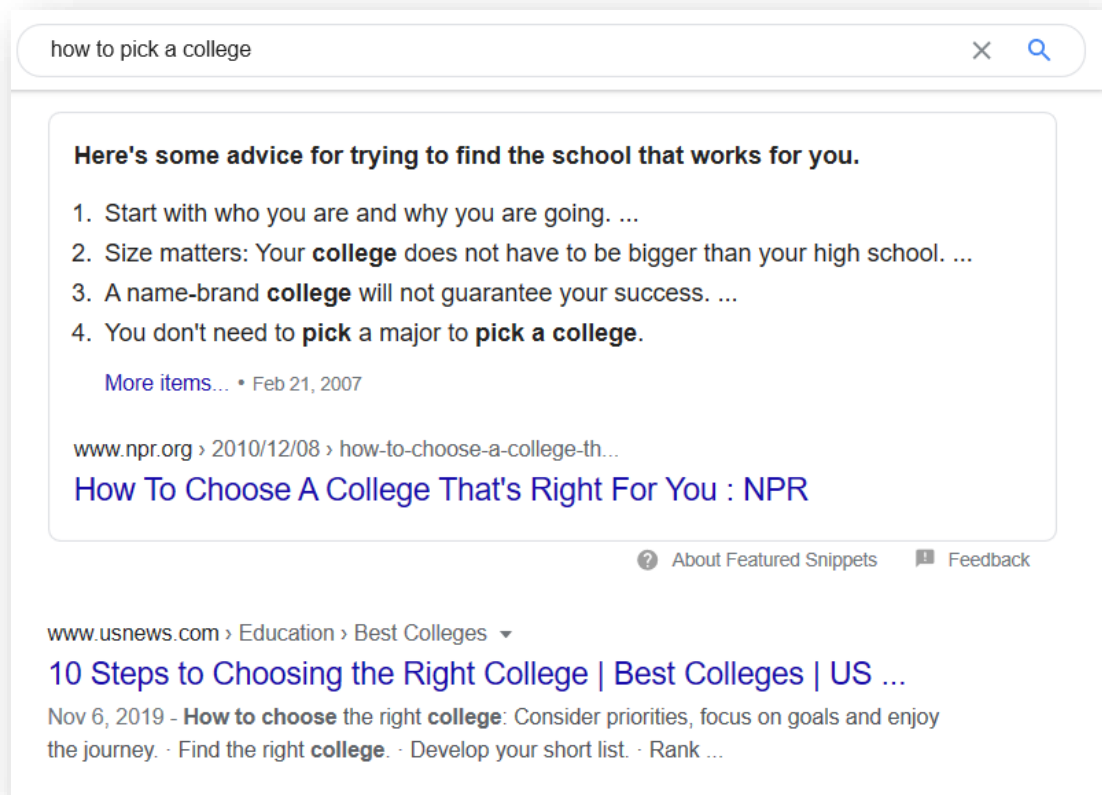 how to pick a college
Here's some advice for trying to find the school that works for you.
1. Start with who you are and why you are going. ...
2. Size matters: Your college does not have to be bigger than your high school. ...
3. A name-brand college will not guarantee your success. ...
4. You don't need to pick a major to pick a college.
More items... • Feb 21, 2007
www.npr.org › 2010/12/08 › how-to-choose-a-college-th...
How To Choose A College That's Right For You : NPR
About Featured Snippets Feedback
www.usnews.com › Education › Best Colleges
10 Steps to Choosing the Right College | Best Colleges | US ...
Nov 6, 2019 - How to choose the right college: Consider priorities, focus on goals and enjoy
the journey. · Find the right college. · Develop your short list. · Rank ...